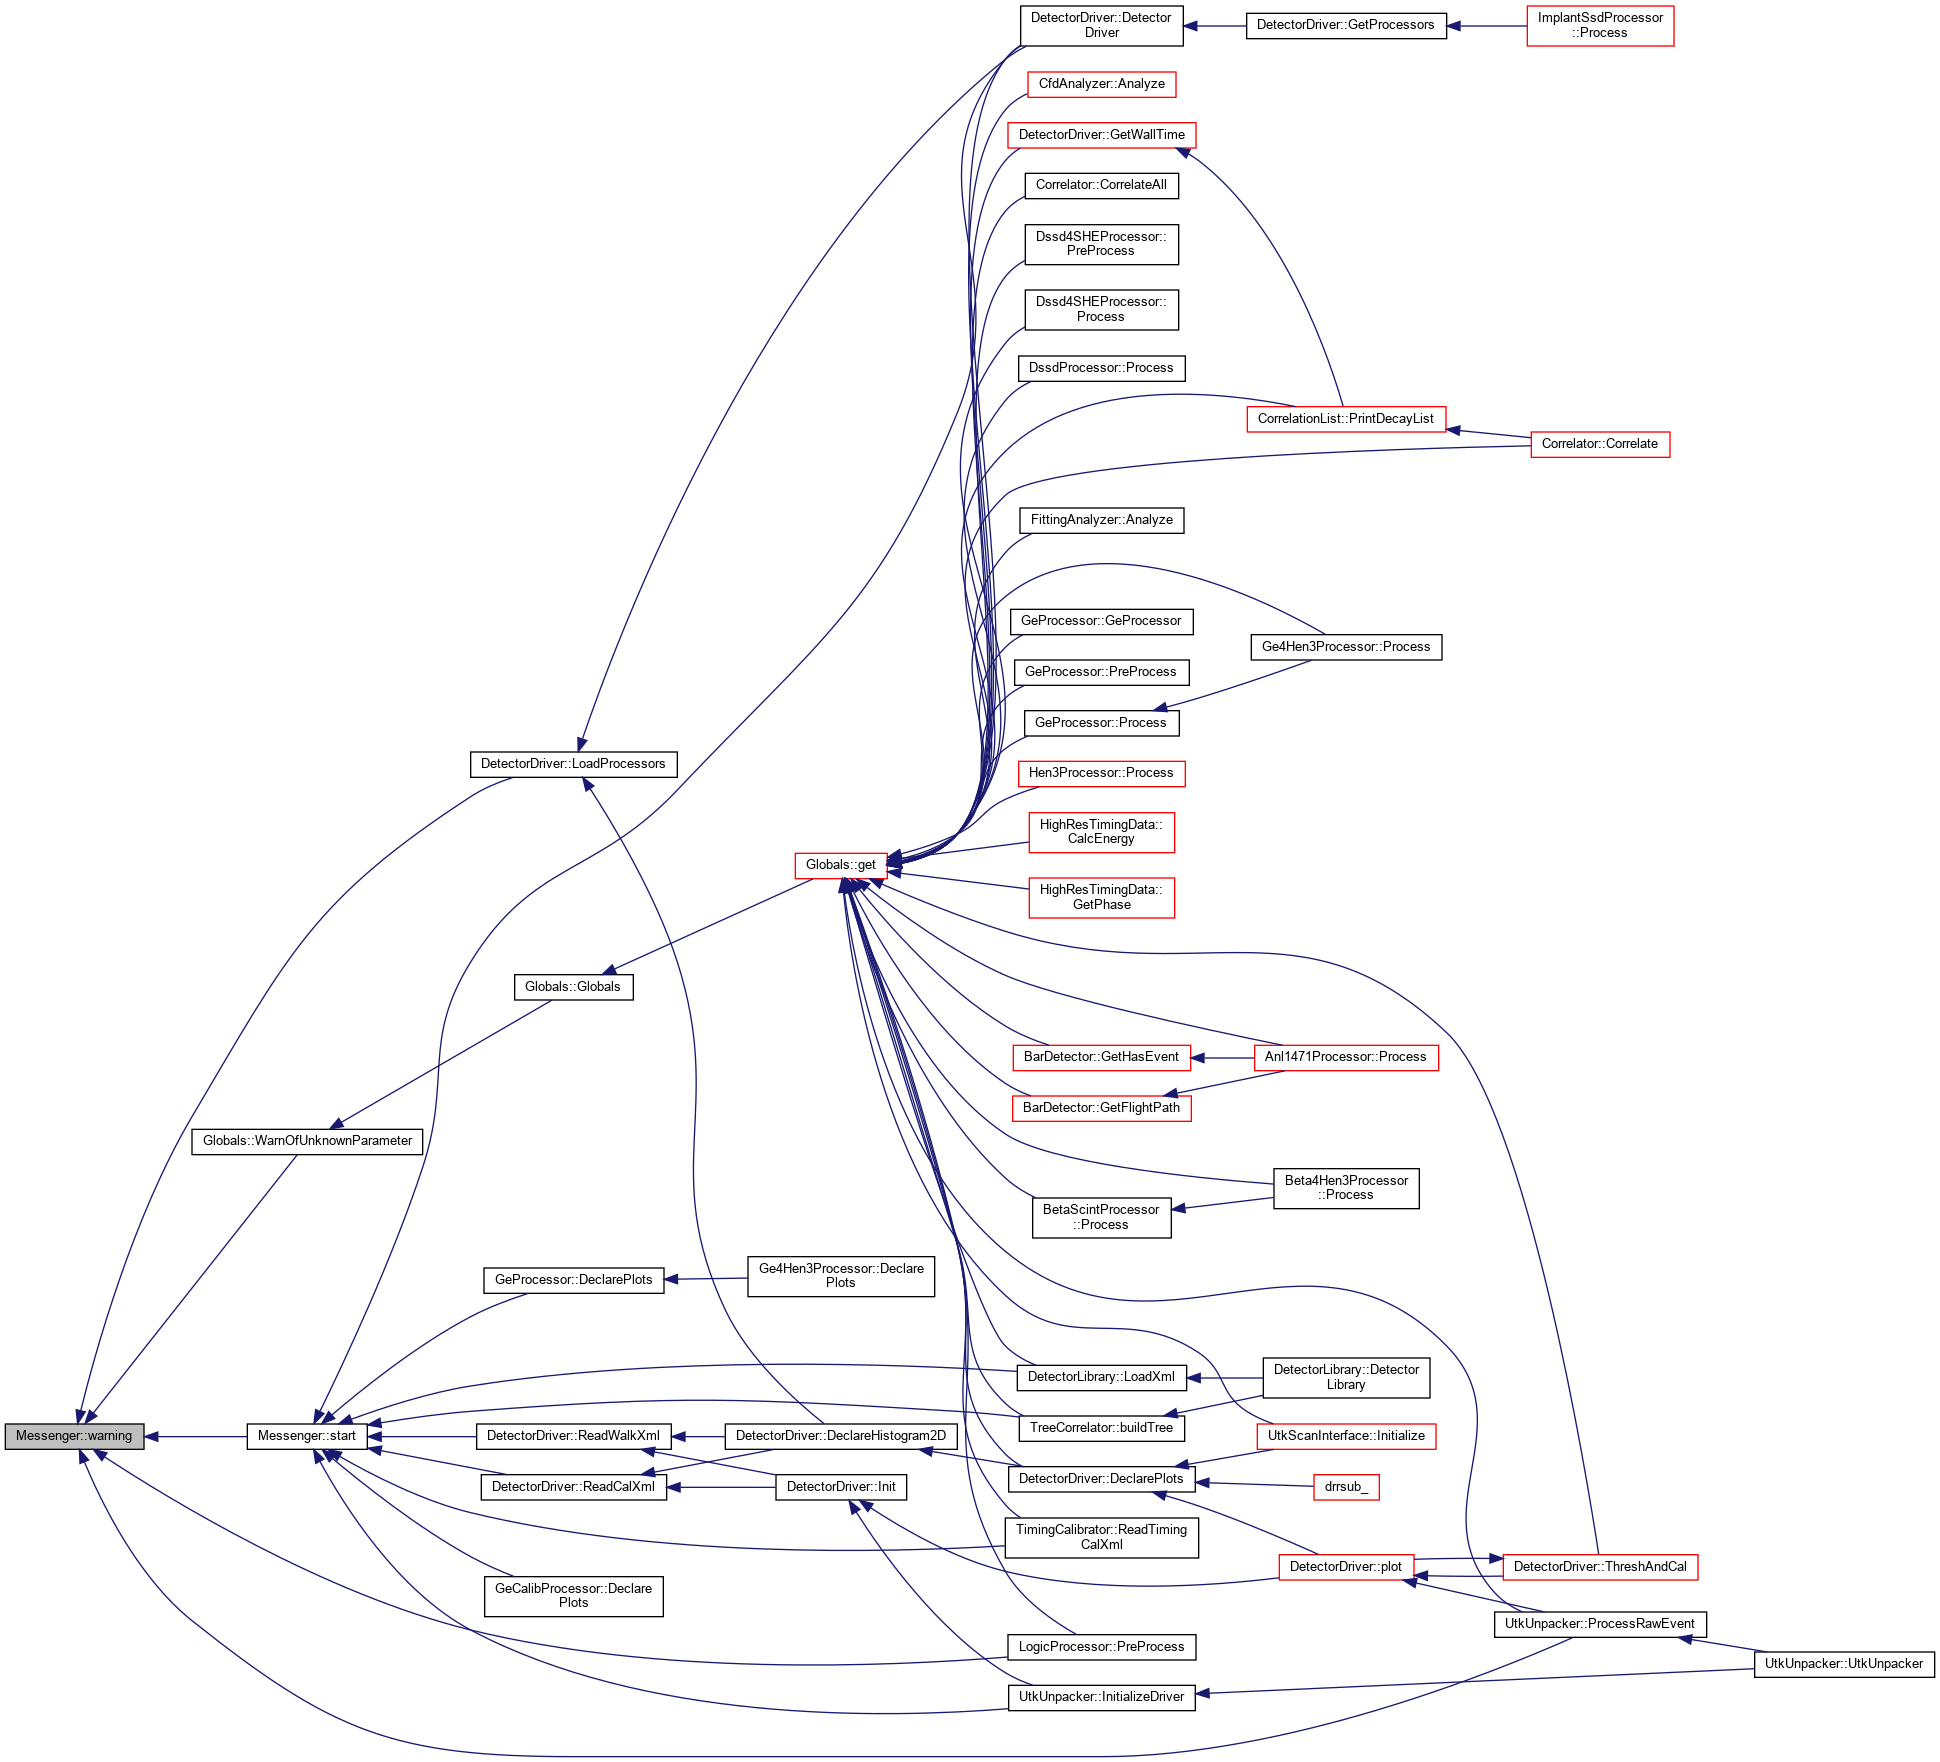 DetectorDriver::Detector
Driver
DetectorDriver::GetProcessors
ImplantSsdProcessor
::Process
CfdAnalyzer::Analyze
DetectorDriver::GetWallTime
Correlator::CorrelateAll
Dssd4SHEProcessor::
PreProcess
Dssd4SHEProcessor::
Process
DssdProcessor::Process
CorrelationList::PrintDecayList
Correlator::Correlate
FittingAnalyzer::Analyze
GeProcessor::GeProcessor
Ge4Hen3Processor::Process
GeProcessor::PreProcess
GeProcessor::Process
DetectorDriver::LoadProcessors
Hen3Processor::Process
HighResTimingData::
CalcEnergy
Globals::get
HighResTimingData::
GetPhase
Globals::Globals
BarDetector::GetHasEvent
Anl1471Processor::Process
BarDetector::GetFlightPath
Globals::WarnOfUnknownParameter
Beta4Hen3Processor
::Process
BetaScintProcessor
::Process
GeProcessor::DeclarePlots
Ge4Hen3Processor::Declare
Plots
DetectorLibrary::LoadXml
DetectorLibrary::Detector
Library
Messenger::warning
Messenger::start
DetectorDriver::ReadWalkXml
DetectorDriver::DeclareHistogram2D
TreeCorrelator::buildTree
UtkScanInterface::Initialize
DetectorDriver::ReadCalXml
DetectorDriver::Init
DetectorDriver::DeclarePlots
drrsub_
TimingCalibrator::ReadTiming
CalXml
DetectorDriver::plot
DetectorDriver::ThreshAndCal
GeCalibProcessor::Declare
Plots
UtkUnpacker::ProcessRawEvent
LogicProcessor::PreProcess
UtkUnpacker::UtkUnpacker
UtkUnpacker::InitializeDriver